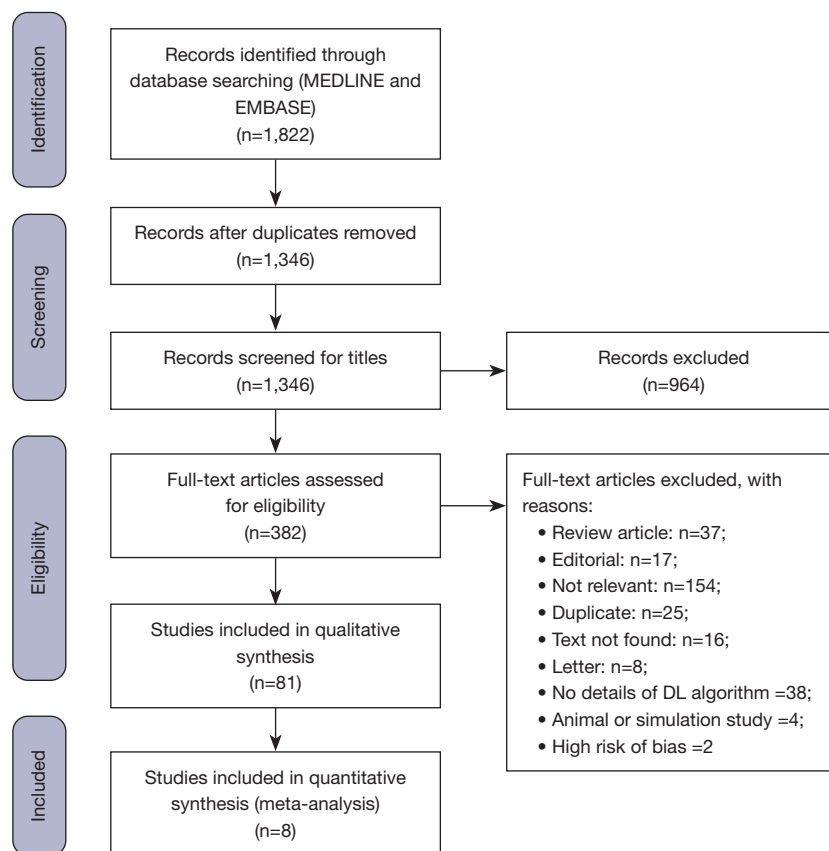 Identification
Records identified through
database searching (MEDLINE and
EMBASE)
(n=1,822)
Screening
Records after duplicates removed
(n=1,346)
Records screened for titles
(n=1,346)
Records excluded
(n=964)
Eligibility
Full-text articles assessed
for eligibility
(n=382)
Full-text articles excluded, with
reasons:
• Review article: n=37;
• Editorial: n=17;
• Not relevant: n=154;
• Duplicate: n=25;
• Text not found: n=16;
• Letter: n=8;
• No details of DL algorithm =38;
• Animal or simulation study =4;
• High risk of bias =2
Studies included in qualitative
synthesis
(n=81)
Included
Studies included in quantitative
synthesis (meta-analysis)
(n=8)